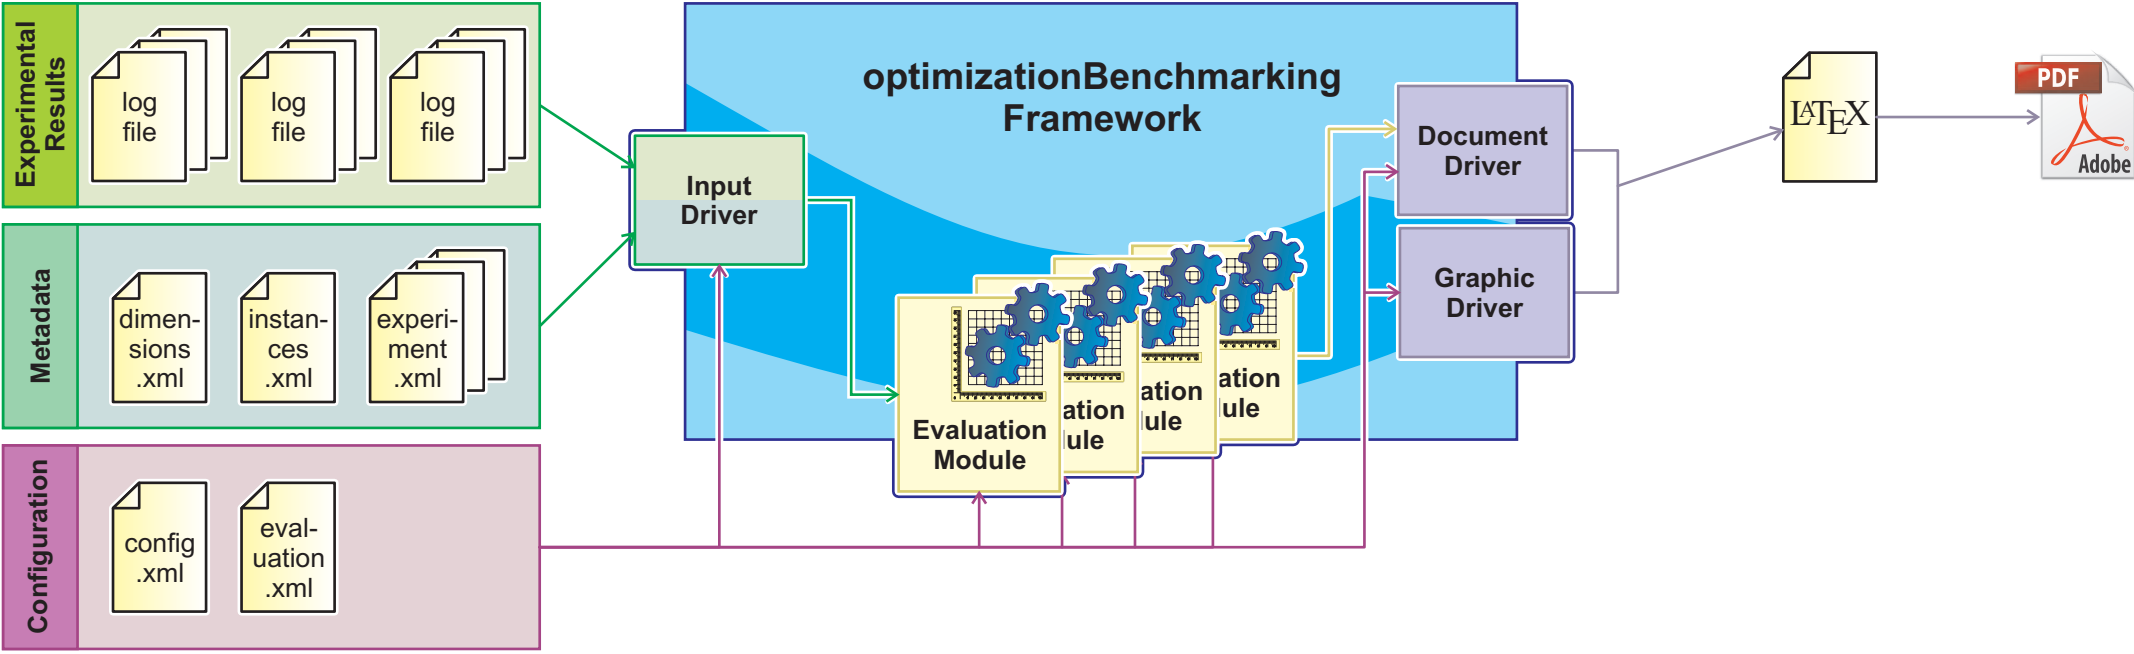 Experimental
Results
log
file
log
file
log
file
Metadata
dimen-
sions
.xml
instan-
ces
.xml
experi-
ment
.xml
Configuration
config
.xml
eval-
uation
.xml
optimizationBenchmarking
Framework
Input
Driver
Evaluation
Module
ation
ule
ation
lule
ation
lule
Document
Driver
Graphic
Driver
LATEX
PDF
Adobe